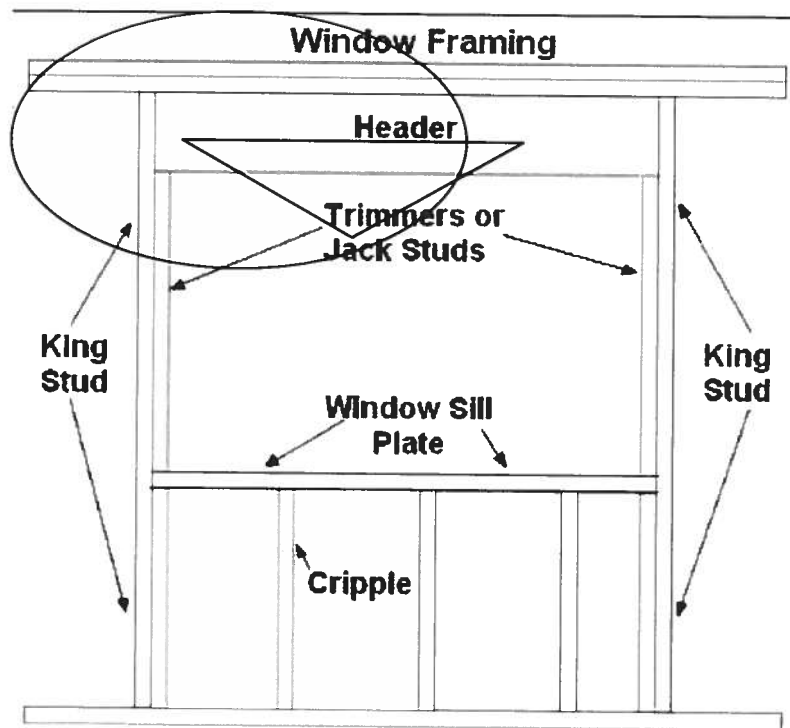 Window Framing
Header
Trimmers or
Jack Studs
King
Stud
King
Stud
Window Sill
Plate
Cripple